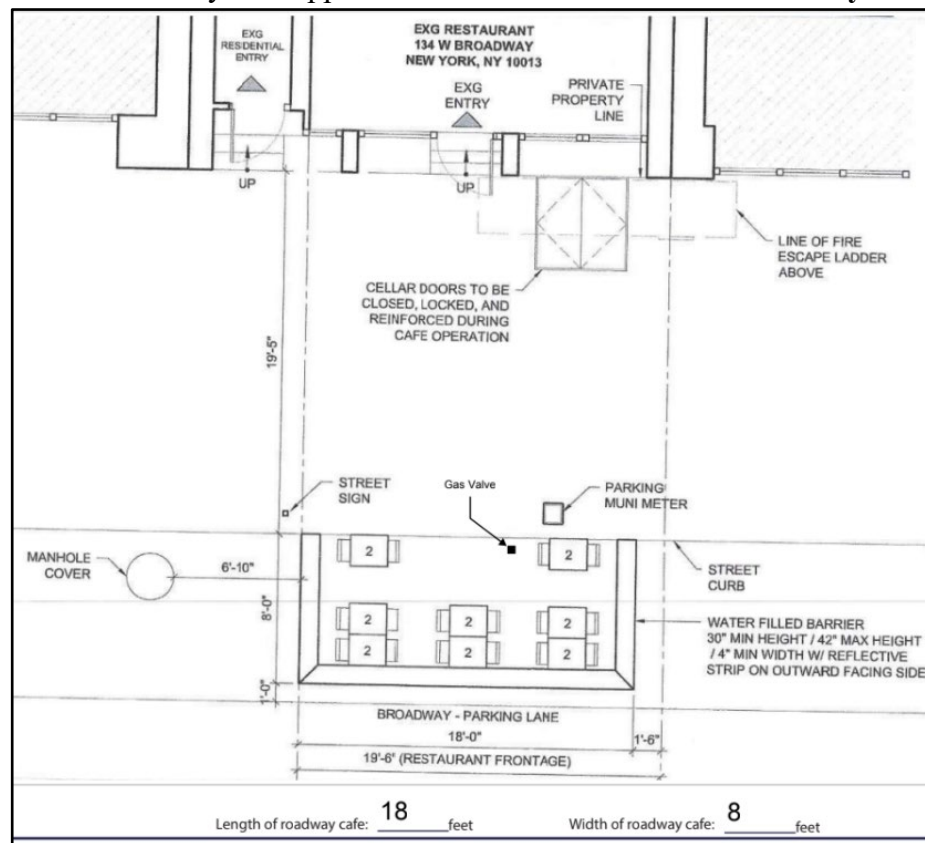 EXG
RESIDENTIAL
ENTRY
EXG RESTAURANT
134 W BROADWAY
NEW YORK, NY 10013
EXG
ENTRY
PRIVATE
PROPERTY
LINE
UP
UP
LINE OF FIRE
ESCAPE LADDER
ABOVE
CELLAR DOORS TO BE
CLOSED, LOCKED, AND
REINFORCED DURING
CAFE OPERATION
19'-5"
STREET
SIGN
Gas Valve
PARKING
MUNI METER
MANHOLE
COVER
6'-10"
2
2
STREET
CURB
8'-0"
2
2
2
2
2
2
WATER FILLED BARRIER
30" MIN HEIGHT / 42" MAX HEIGHT
/ 4" MIN WIDTH W/ REFLECTIVE
STRIP ON OUTWARD FACING SIDE
1'-0"
BROADWAY - PARKING LANE
18'-0"
1'-6"
19'-6" (RESTAURANT FRONTAGE)
Length of roadway cafe: 18 feet
Width of roadway cafe: 8 feet